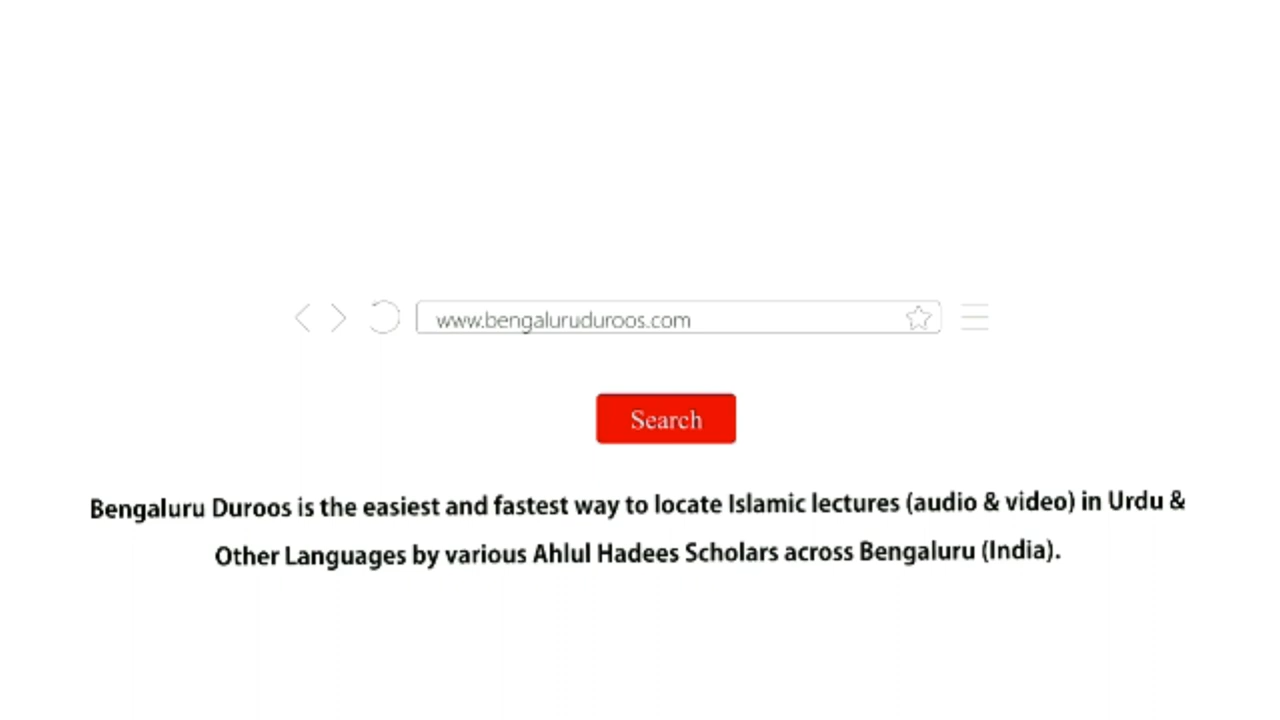 www.bengaluruduroos.com
Search
Bengaluru Duroos is the easiest and fastest way to locate Islamic lectures (audio & video) in Urdu &
Other Languages by various Ahlul Hadees Scholars across Bengaluru (India).